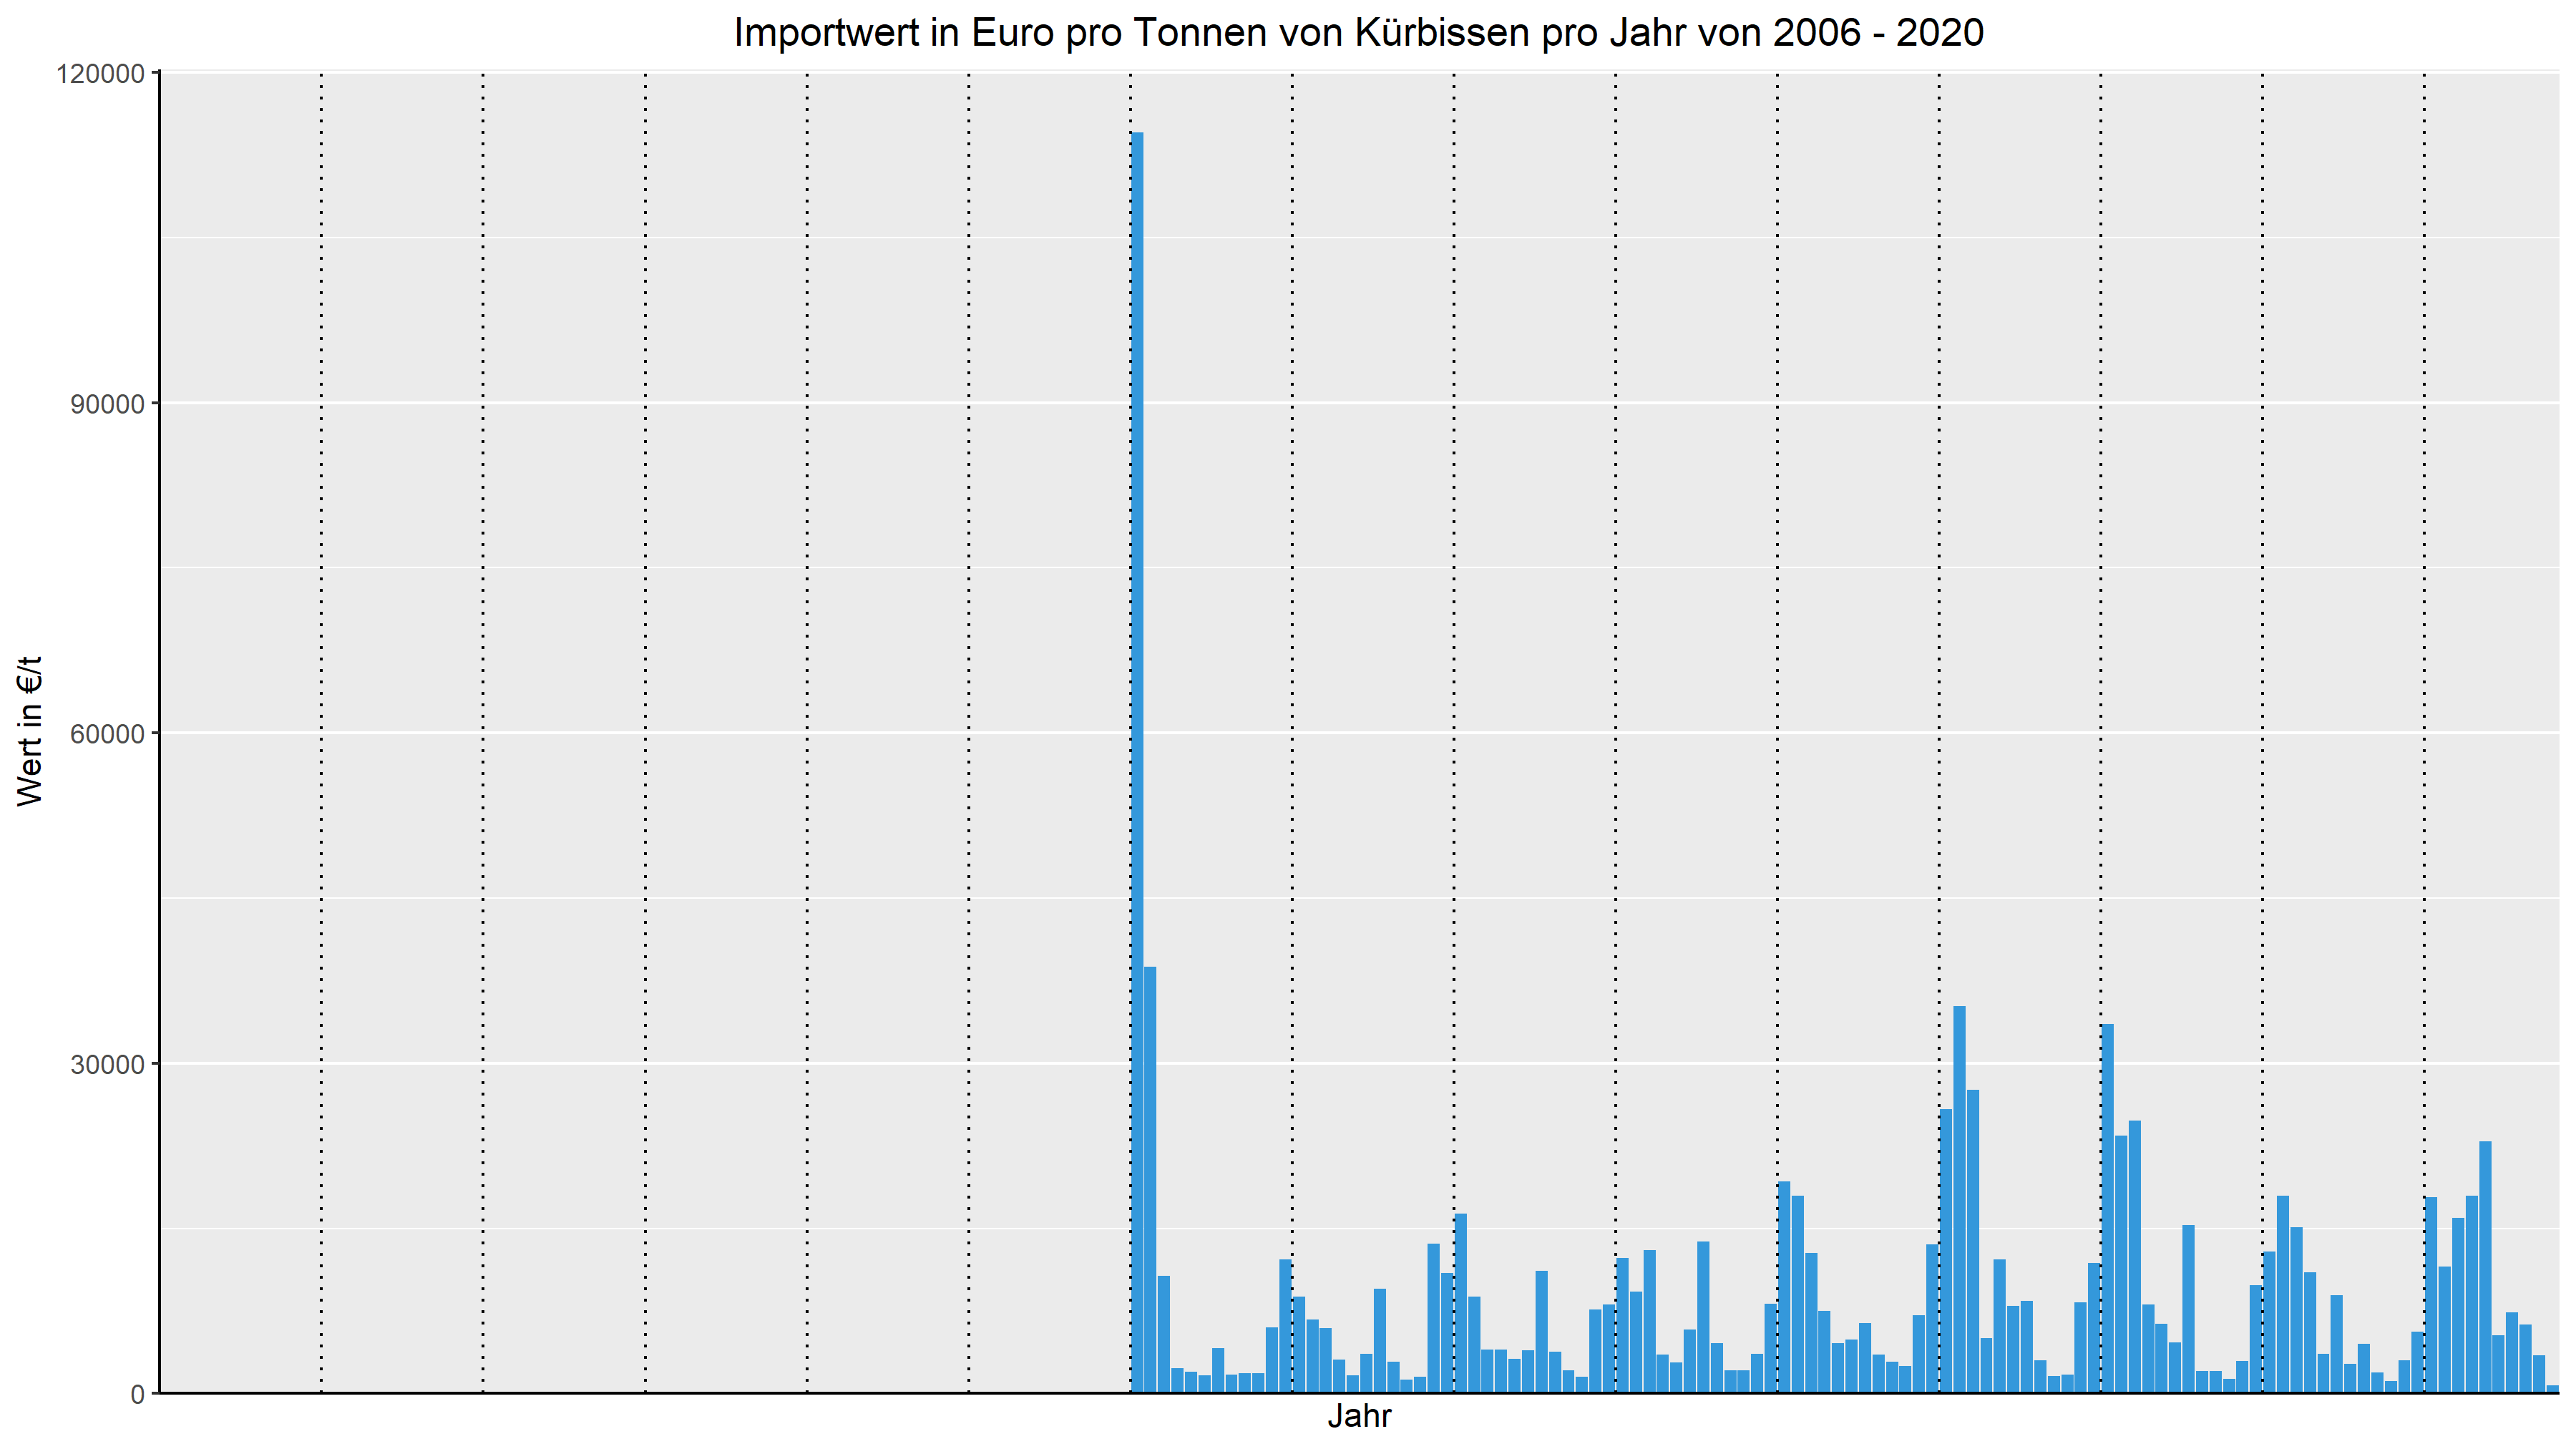 Importwert in Euro pro Tonnen von Kürbissen pro Jahr von 2006 - 2020
120000
90000
60000
30000
0
Wert in €/t
Jahr